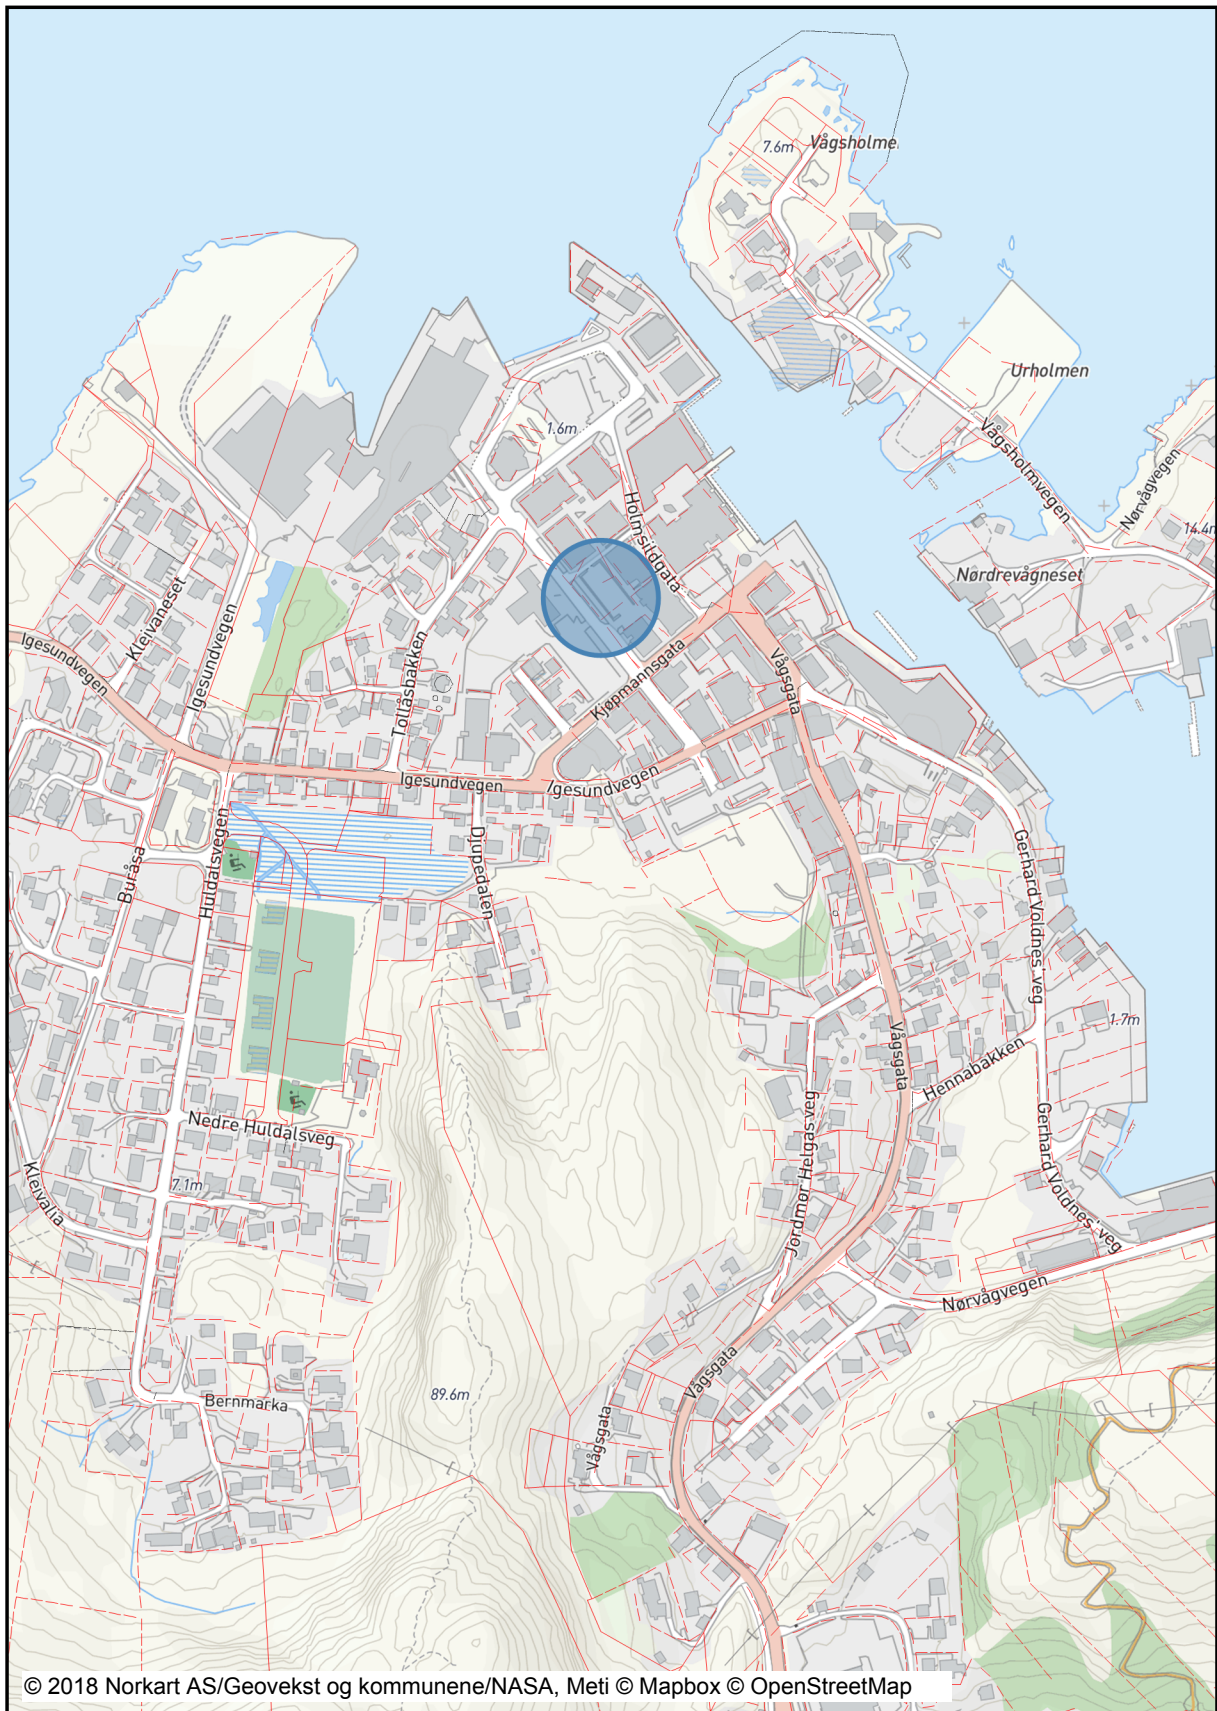 Vågsholme
7.6m
Urholmen
1.6m
Vågsholmvegen
Nørvågvegen
14.4m
Holmsildgata
Nørdrevågneset
Kleivaneset
Igesundvegen
Igesundvegen
Tollåsbakken
Kjøpmannsgata
Vågsgata
Igesundvegen
Igesundvegen
Buråsa
Huldalsvegen
Djupedalen
Gerhard Voldnes' veg
1.7m
Vågsgata
Hennabakken
Nedre Huldalsveg
Jordmor Helgas veg
Gerhard Voldnes' veg
Kleivalia
7.1m
Nørvågvegen
Vågsgata
89.6m
Bernmarka
Vågsgata
© 2018 Norkart AS/Geovekst og kommunene/NASA, Meti © Mapbox © OpenStreetMap